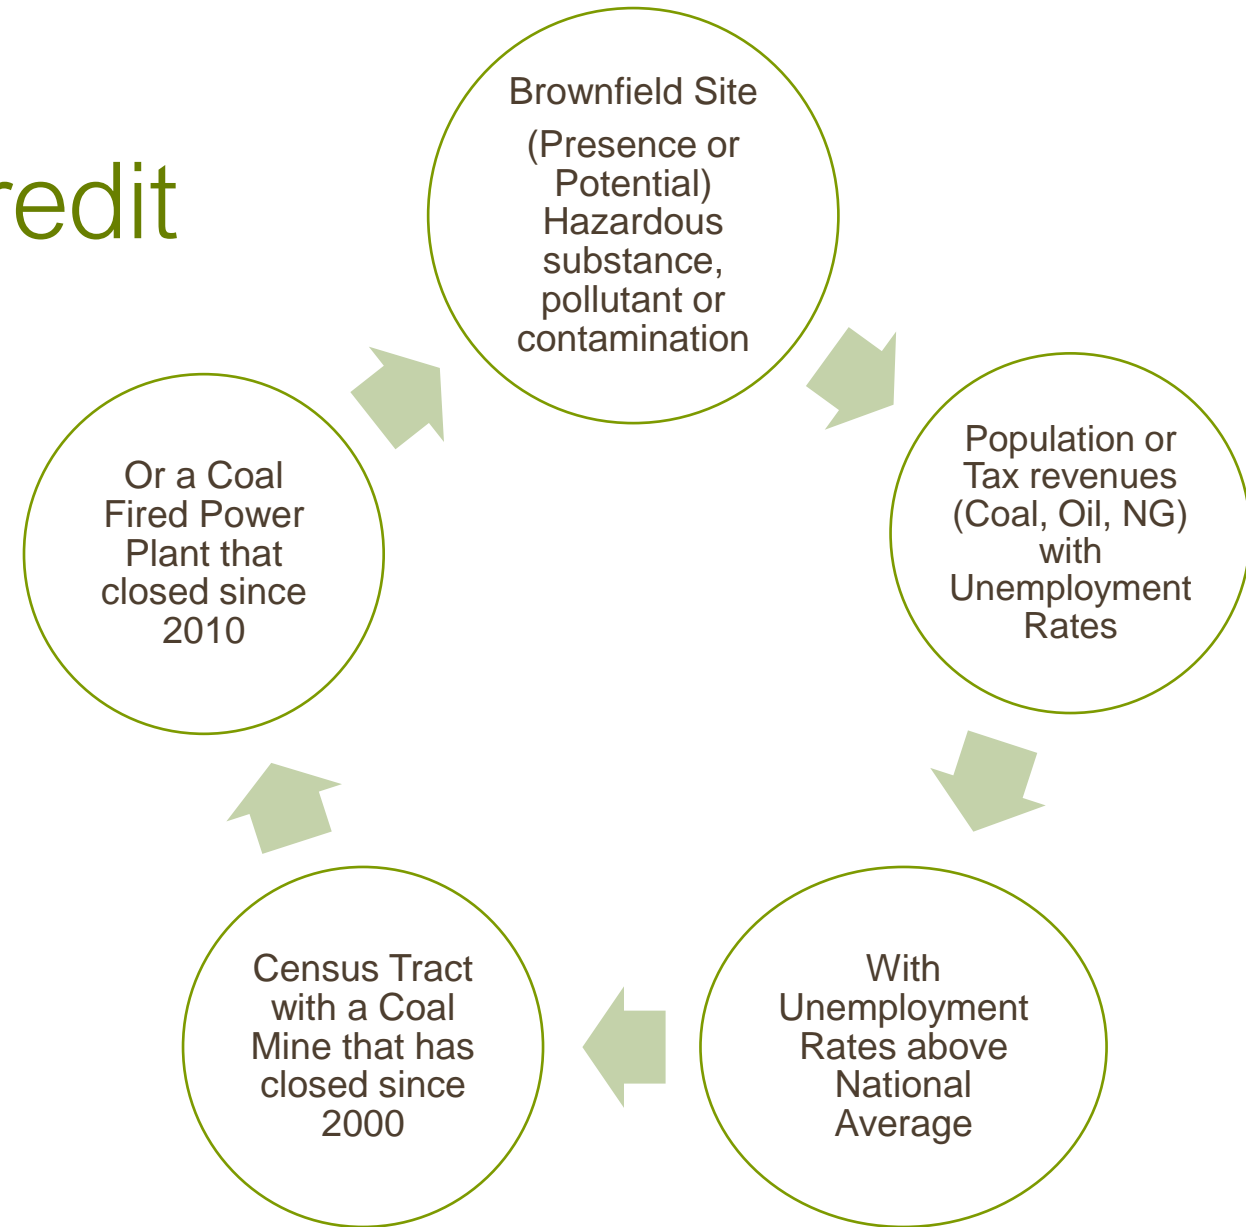 redit
Brownfield Site
(Presence or
Potential)
Hazardous
substance,
pollutant or
contamination
Population or
Tax revenues
(Coal, Oil, NG)
with
Unemployment
Rates
With
Unemployment
Rates above
National
Average
Census Tract
with a Coal
Mine that has
closed since
2000
Or a Coal
Fired Power
Plant that
closed since
2010